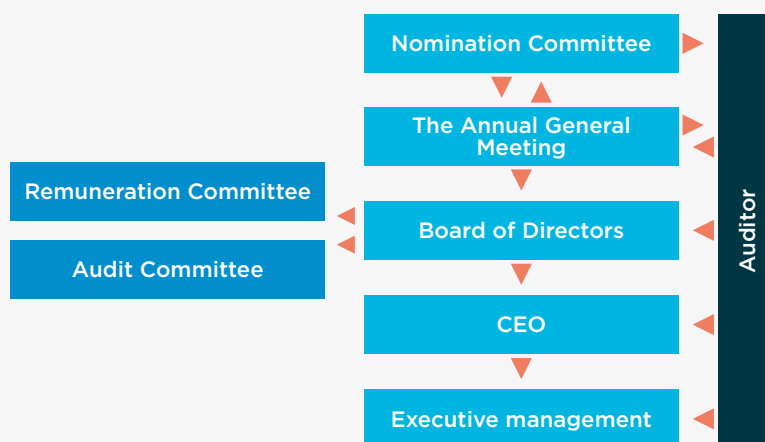 Nomination Committee
The Annual General
Meeting
Remuneration Committee
Board of Directors
Audit Committee
CEO
Executive management
Auditor